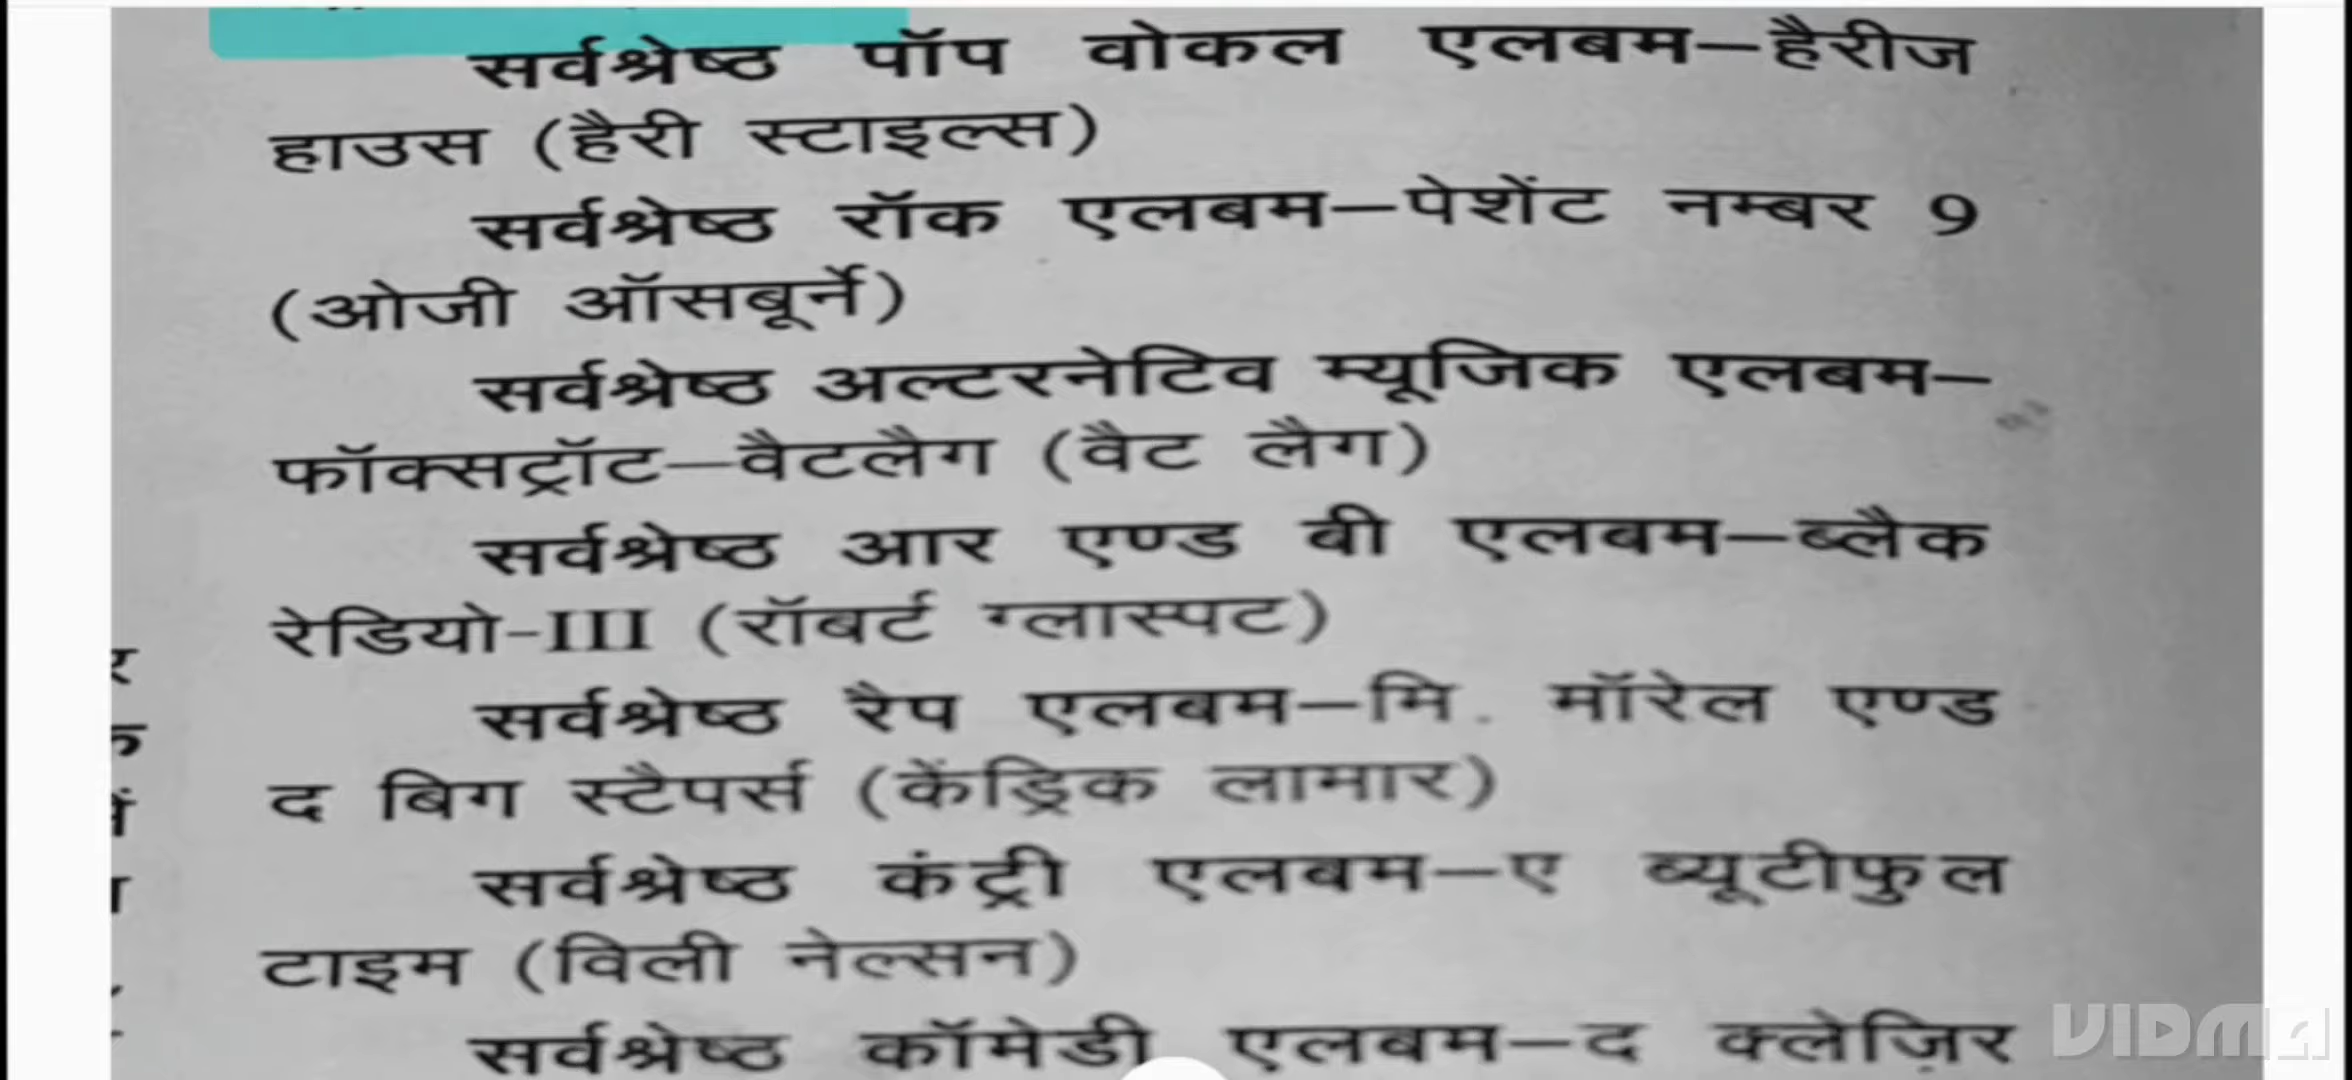 सर्वश्रेष्ठ पॉप वोकल एलबम–हैरीज
हाउस (हैरी स्टाइल्स)
सर्वश्रेष्ठ रॉक एलबम–पेशेंट नम्बर 9
(ओजी ऑसबूर्ने)
सर्वश्रेष्ठ अल्टरनेटिव म्यूजिक एलबम–
फॉक्सट्रॉट–वैटलैग (वैट लैग)
सर्वश्रेष्ठ आर एण्ड बी एलबम–ब्लैक
रेडियो-III (रॉबर्ट ग्लास्पट)
सर्वश्रेष्ठ रैप एलबम–मि. मॉरेल एण्ड
द बिग स्टैपर्स (केंड्रिक लामार)
सर्वश्रेष्ठ कंट्री एलबम–ए ब्यूटीफुल
टाइम (विली नेल्सन)
सर्वश्रेष्ठ कॉमेडी एलबम–द क्लेज़िर
VIDMA